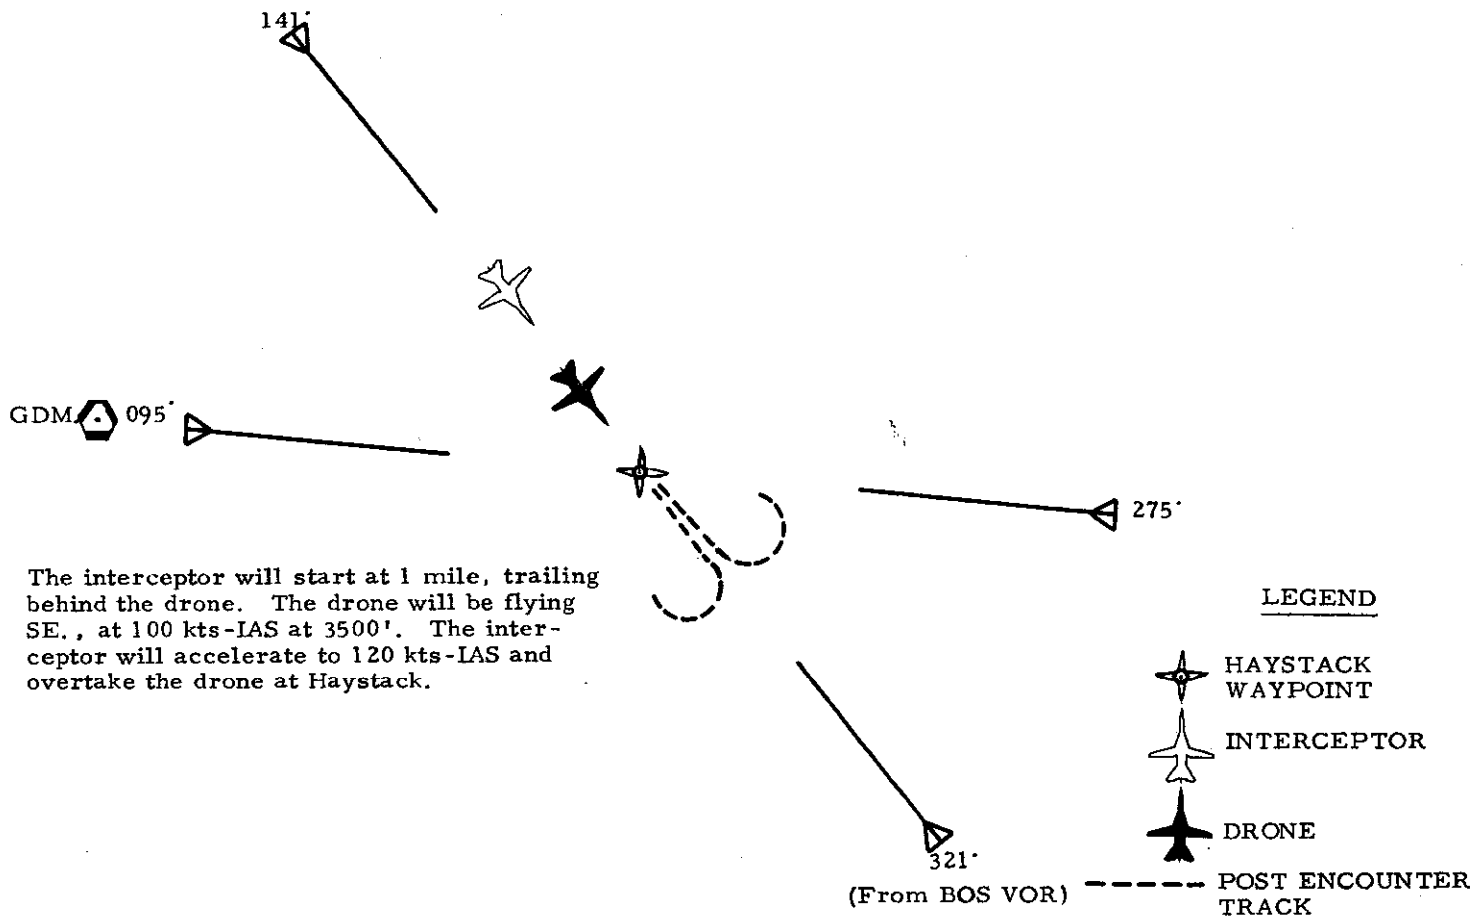 141°
GDM 095°
275°
The interceptor will start at 1 mile, trailing
behind the drone. The drone will be flying
SE., at 100 kts-IAS at 3500'. The inter-
ceptor will accelerate to 120 kts-IAS and
overtake the drone at Haystack.
321°
(From BOS VOR)
LEGEND
HAYSTACK
WAYPOINT
INTERCEPTOR
DRONE
POST ENCOUNTER
TRACK